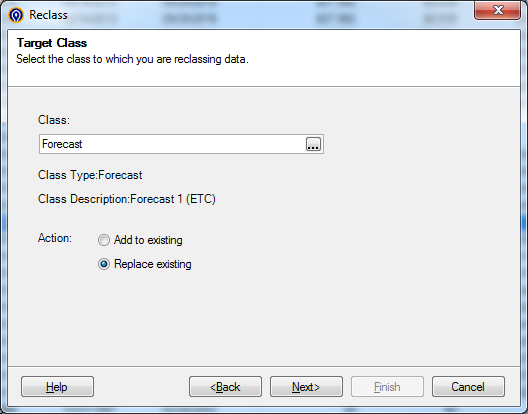 Reclass
Target Class
Select the class to which you are reclassing data.
Class:
Forecast ...
Class Type:Forecast
Class Description:Forecast 1 (ETC)
Action: Add to existing
Replace existing
Help <Back Next> Finish Cancel